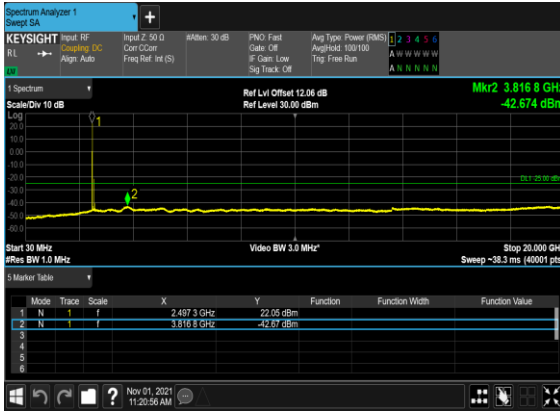 Spectrum Analyzer 1
Swept SA
+
KEYSIGHT Input: RF Input Z: 50 Ω #Atten: 30 dB PNO: Fast Avg Type: Power (RMS) 1 2 3 4 5 6
RL Coupling: DC Corr CCorr Gate: Off Avg|Hold: 100/100 A W W W W W
Align: Auto Freq Ref: Int (S) IF Gain: Low Trig: Free Run
Sig Track: Off A N N N N N
1 Spectrum Ref Lvl Offset 12.06 dB Mkr2 3.816 8 GHz
Scale/Div 10 dB Ref Level 30.00 dBm -42.674 dBm
Log
20.0
10.0
0.00
-10.0
-20.0
-30.0
-40.0
-50.0
-60.0
1
2
DL1 -25.00 dBm
Start 30 MHz Video BW 3.0 MHz* Stop 20.000 GH
#Res BW 1.0 MHz Sweep ~38.3 ms (40001 pts
5 Marker Table
Mode Trace Scale X Y Function Function Width Function Value
1 N 1 f 2.497 3 GHz 22.05 dBm
2 N 1 f 3.816 8 GHz -42.67 dBm
3
4
5
6
? Nov 01, 2021
11:20:56 AM